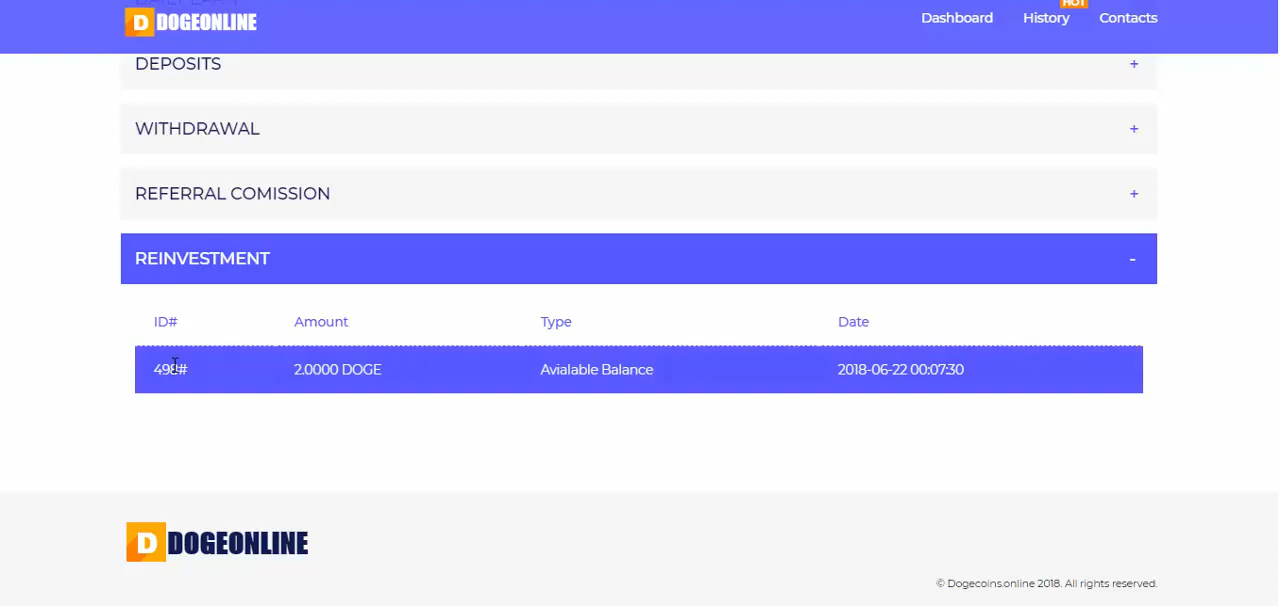 DOGEONLINE
Dashboard
History
HOT
Contacts
DEPOSITS
+
WITHDRAWAL
+
REFERRAL COMISSION
+
REINVESTMENT
-
ID# Amount Type Date
2.0000 DOGE Avialable Balance 2018-06-22 00:07:30
DOGEONLINE
© Dogecoins.online 2018. All rights reserved.